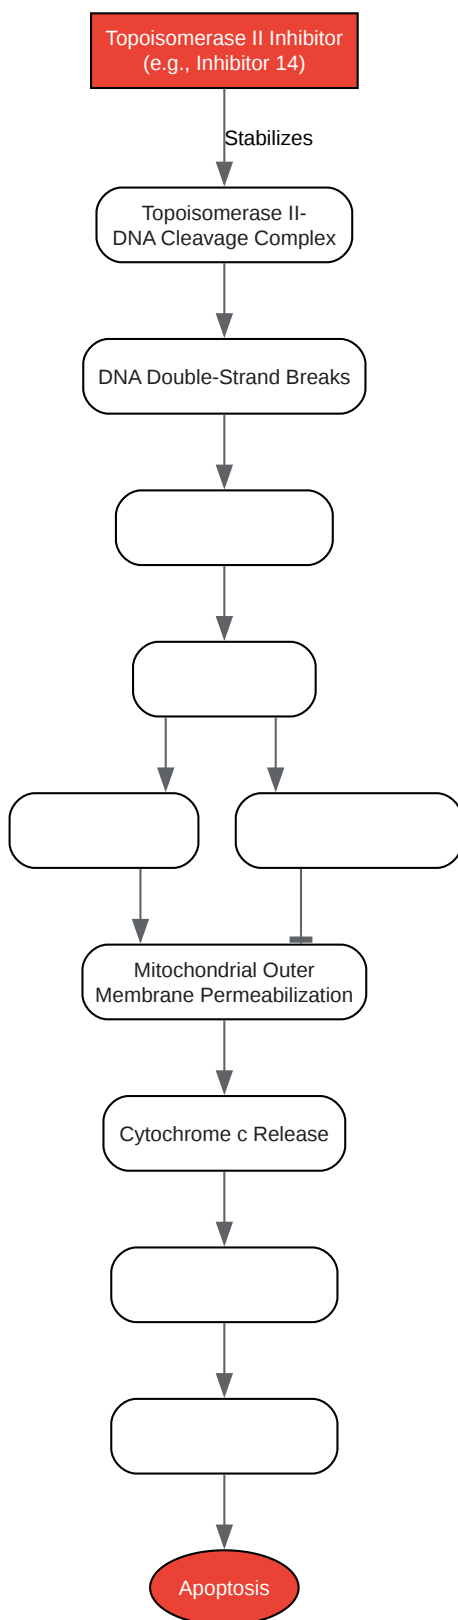 Topoisomerase II Inhibitor
(e.g., Inhibitor 14)
Stabilizes
Topoisomerase II-
DNA Cleavage Complex
DNA Double-Strand Breaks
Mitochondrial Outer
Membrane Permeabilization
Cytochrome c Release
Apoptosis